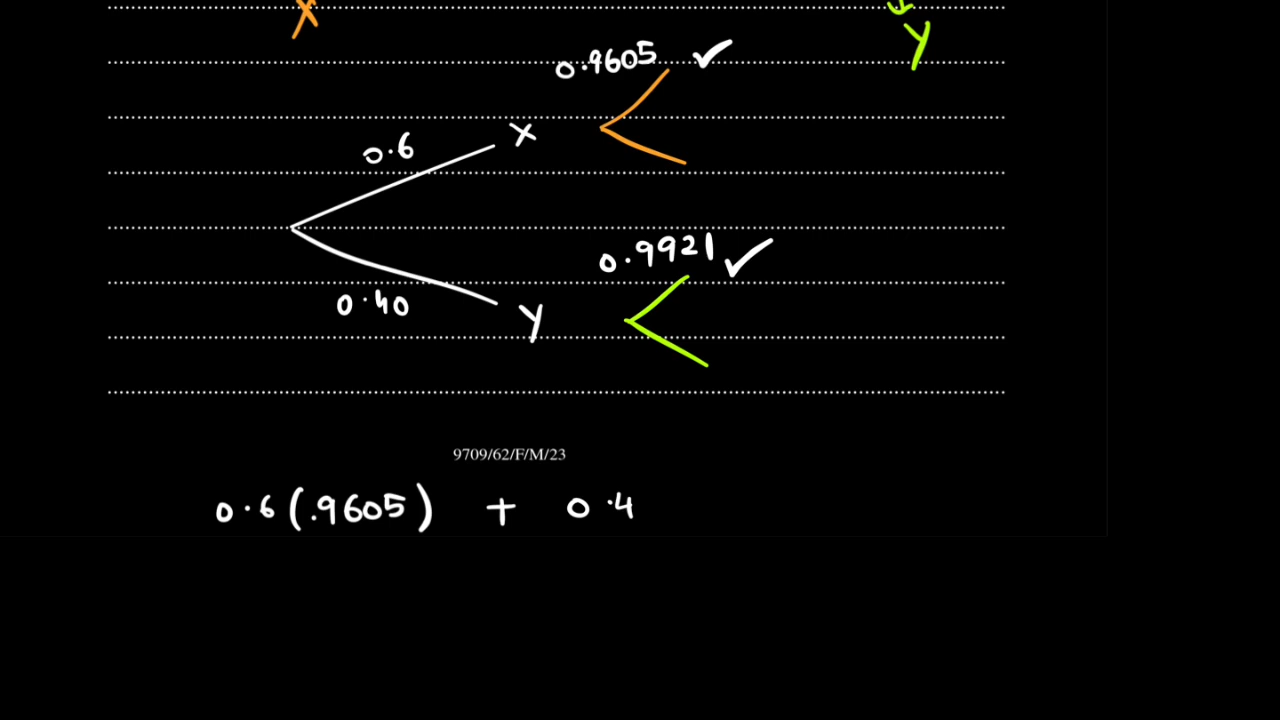 X
y
0.9605 ✓
0.6 X
0.9921 ✓
0.40 y
9709/62/F/M/23
0.6(.9605) + 0.4